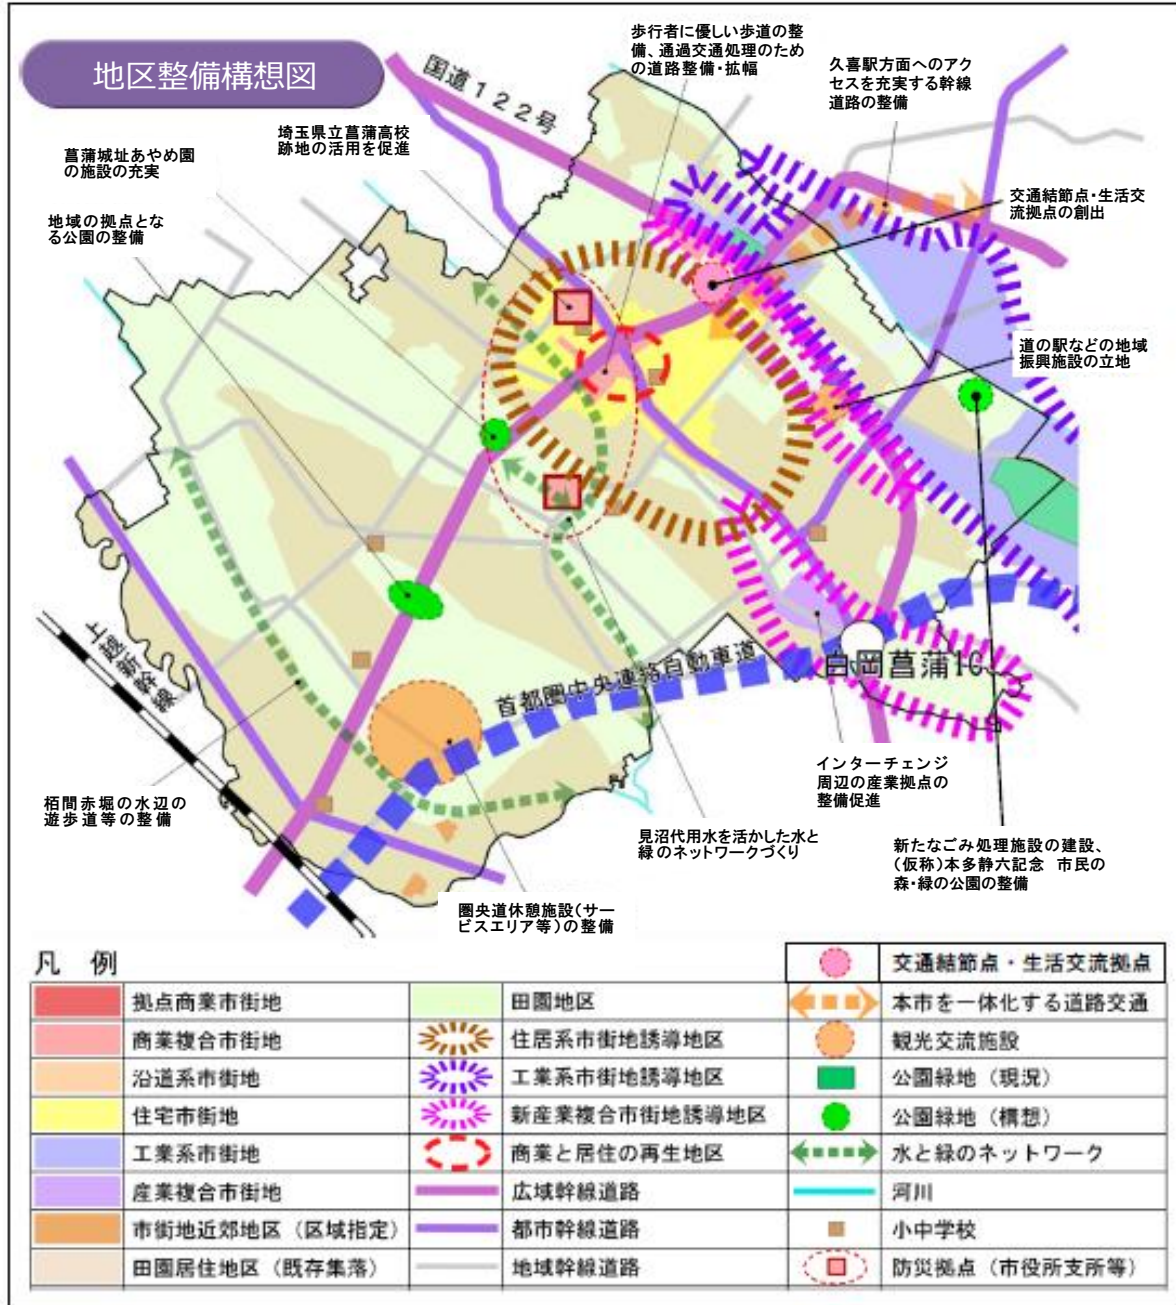 地区整備構想図
国道122号
歩行者に優しい歩道の整
備、通過交通処理のため
の道路整備・拡幅
久喜駅方面へのアク
セスを充実する幹線
道路の整備
埼玉県立菖蒲高校
跡地の活用を促進
菖蒲城址あやめ園
の施設の充実
地域の拠点とな
る公園の整備
交通結節点・生活交
流拠点の創出
道の駅などの地域
振興施設の立地
上越新幹線
首都圏中央連絡自動車道
白岡菖蒲IC
栢間赤堀の水辺の
遊歩道等の整備
インターチェンジ
周辺の産業拠点の
整備促進
見沼代用水を活かした水と
緑のネットワークづくり
新たなごみ処理施設の建設、
(仮称)本多静六記念 市民の
森・緑の公園の整備
圏央道休憩施設(サー
ビスエリア等)の整備
凡 例
拠点商業市街地
商業複合市街地
沿道系市街地
住宅市街地
工業系市街地
産業複合市街地
市街地近郊地区(区域指定)
田園居住地区(既存集落)
田園地区
住居系市街地誘導地区
工業系市街地誘導地区
新産業複合市街地誘導地区
商業と居住の再生地区
広域幹線道路
都市幹線道路
地域幹線道路
交通結節点・生活交流拠点
本市を一体化する道路交通
観光交流施設
公園緑地(現況)
公園緑地(構想)
水と緑のネットワーク
河川
小中学校
防災拠点(市役所支所等)